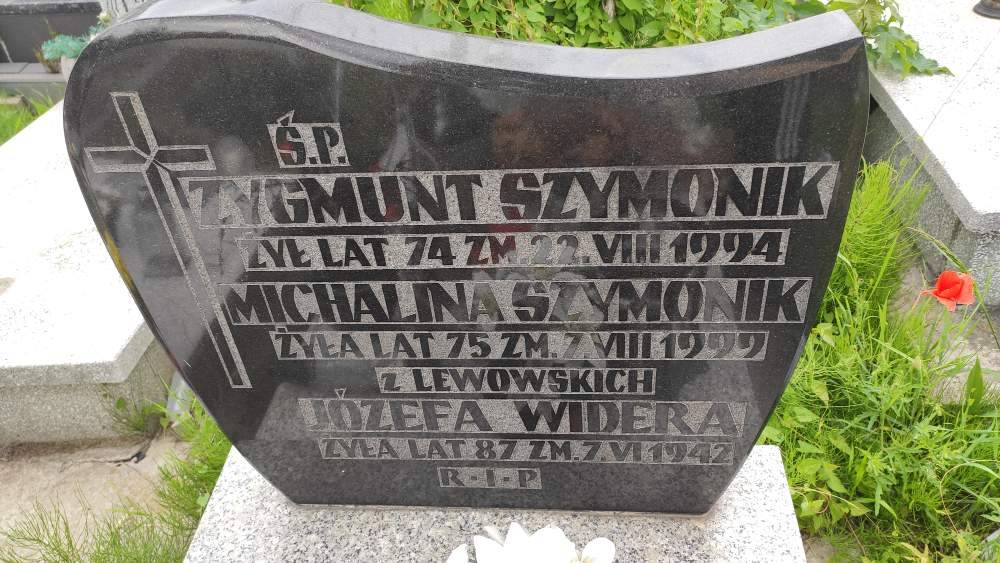 Ś.P.
ZYGMUNT SZYMONIK
ŻYŁ LAT 74 ZM. 22. VIII 1994
MICHALINA SZYMONIK
ŻYŁA LAT 75 ZM. 7. VIII 1999
z LEWOWSKICH
JÓZEFA WIDERA
ŻYŁA LAT 87 ZM. 7. VI 1942
R·I·P